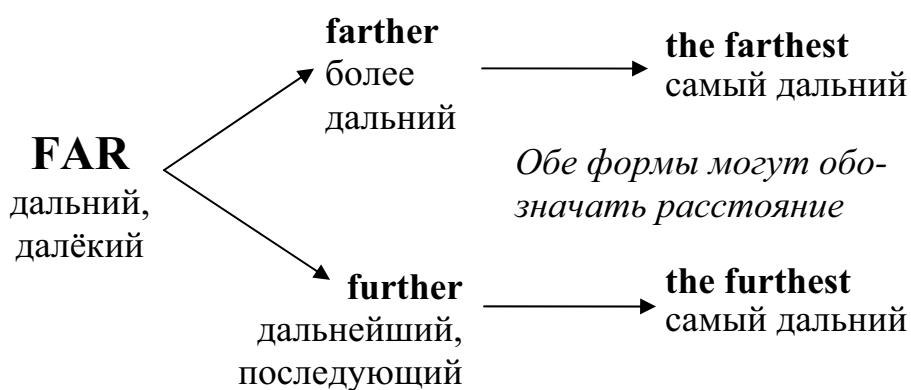 FAR
дальний,
далёкий
farther
более
дальний
the farthest
самый дальний
Обе формы могут обо-
значать расстояние
further
дальнейший,
последующий
the furthest
самый дальний